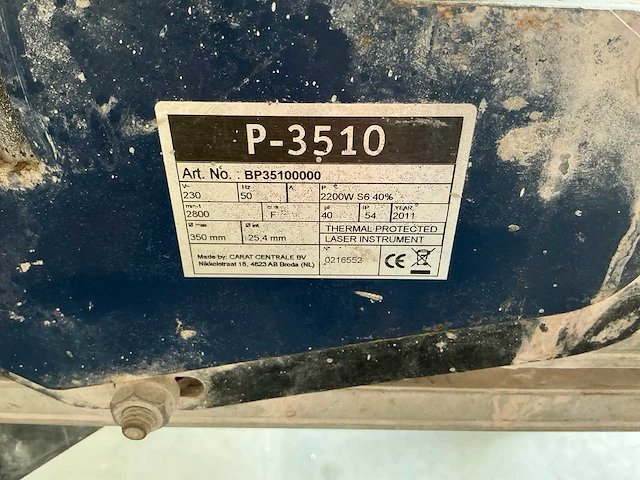 P-3510
Art. No. : BP35100000
V~ Hz A P
230 50 2200W S6 40%
min-1 µF IP YEAR
2800 F 40 54 2011
Ø max Ø int. THERMAL PROTECTED
350 mm 25,4 mm LASER INSTRUMENT
Made by: CARAT CENTRALE BV
Nikkelstraat 18, 4823 AB Breda (NL)
N° 0216552 CE